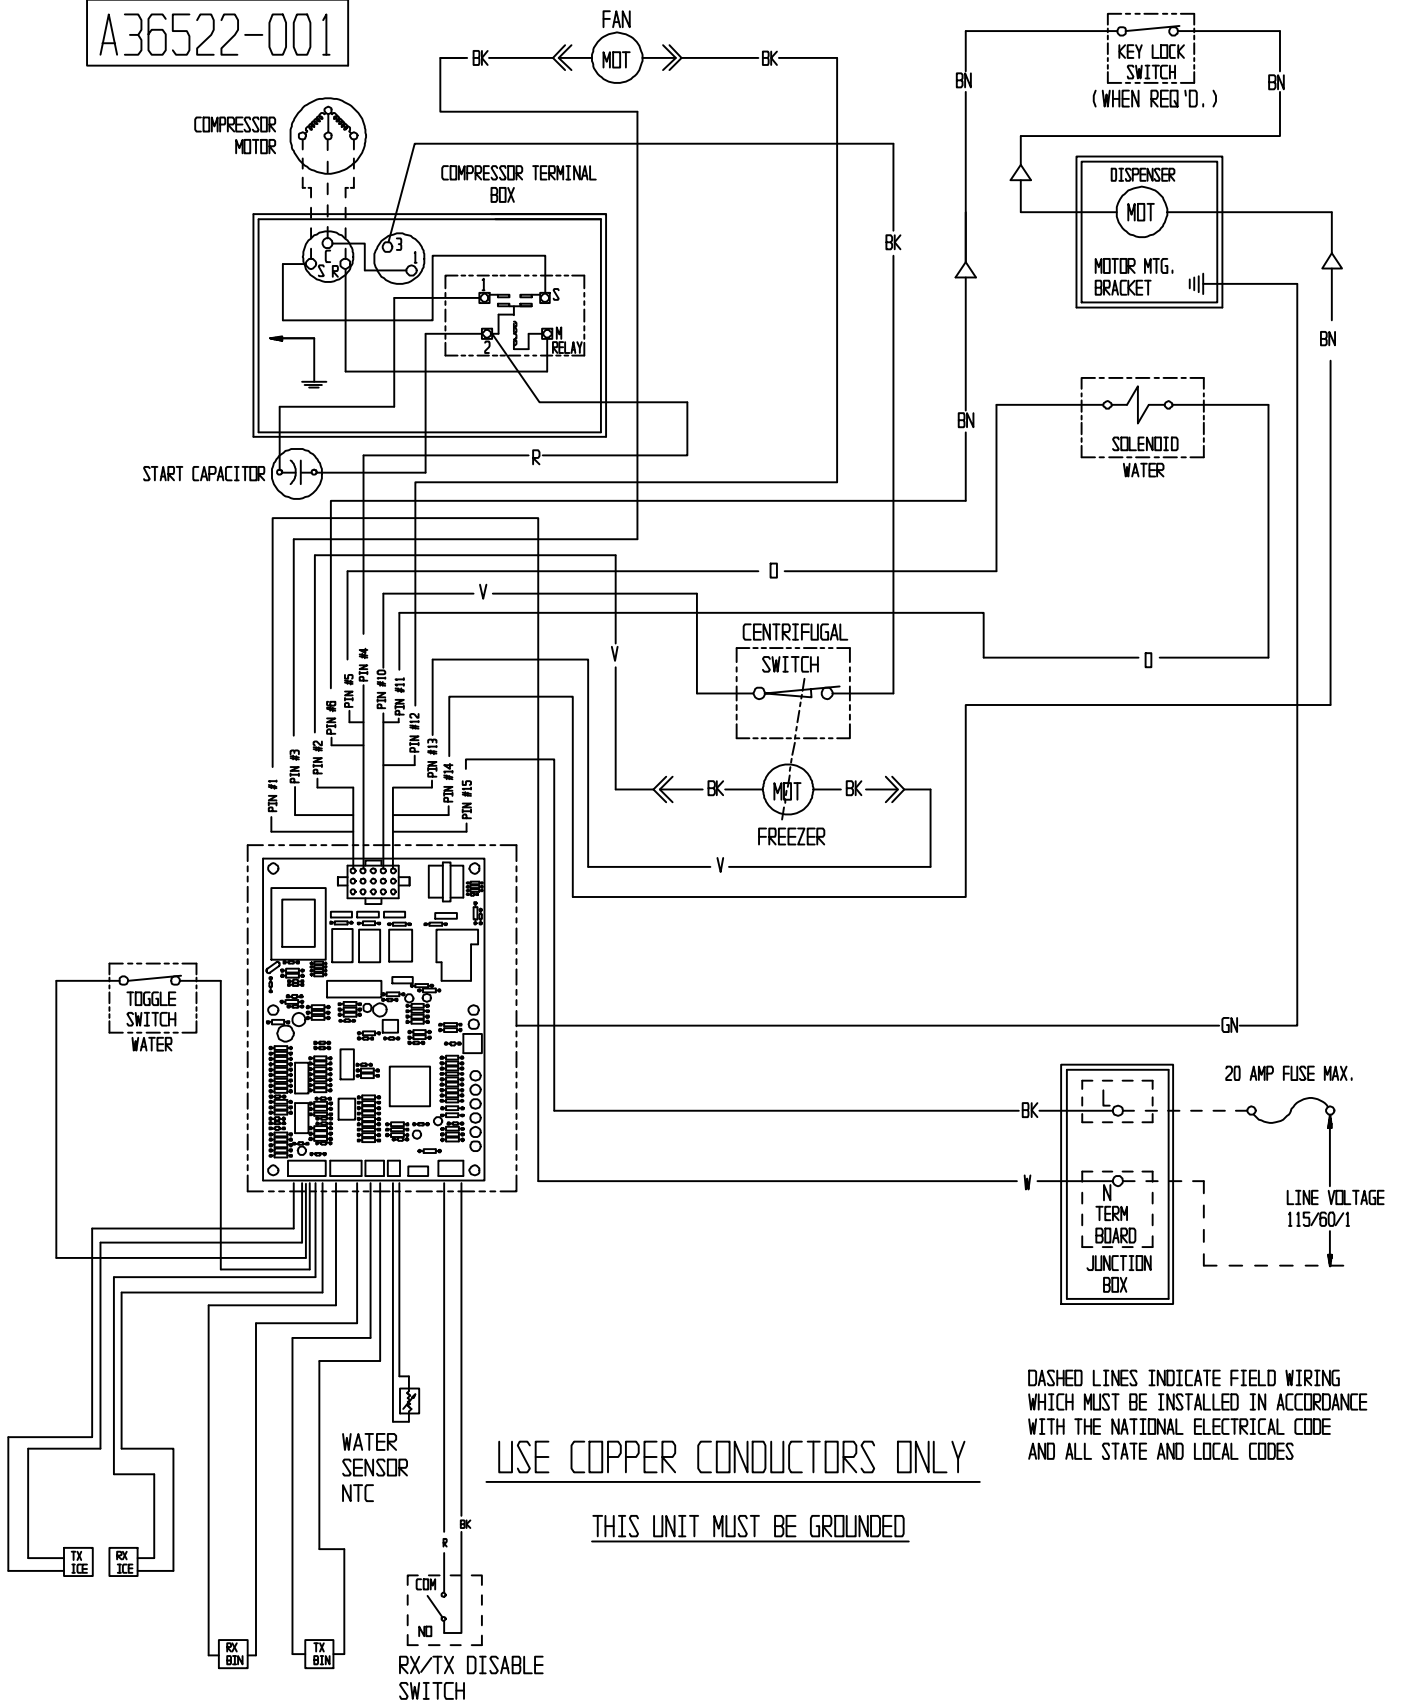 A36522-001
FAN
BK
MOT
BK
KEY LOCK
SWITCH
(WHEN REQ'D.)
BN
BN
COMPRESSOR
MOTOR
COMPRESSOR TERMINAL
BOX
DISPENSER
MOT
MOTOR MTG.
BRACKET
BK
3
C
1
S R
1
S
2
M
RELAY
BN
BN
SOLENOID
WATER
START CAPACITOR
R
O
V
CENTRIFUGAL
SWITCH
V
O
PIN #1
PIN #3
PIN #2
PIN #6
PIN #5
PIN #4
PIN #10
PIN #11
PIN #12
PIN #13
PIN #14
PIN #15
BK
MOT
BK
FREEZER
V
TOGGLE
SWITCH
WATER
GN
20 AMP FUSE MAX.
L
BK
W
N
TERM
BOARD
JUNCTION
BOX
LINE VOLTAGE
115/60/1
DASHED LINES INDICATE FIELD WIRING
WHICH MUST BE INSTALLED IN ACCORDANCE
WITH THE NATIONAL ELECTRICAL CODE
AND ALL STATE AND LOCAL CODES
WATER
SENSOR
NTC
USE COPPER CONDUCTORS ONLY
THIS UNIT MUST BE GROUNDED
BK
R
TX
ICE
RX
ICE
COM
NO
RX
BIN
TX
BIN
RX/TX DISABLE
SWITCH